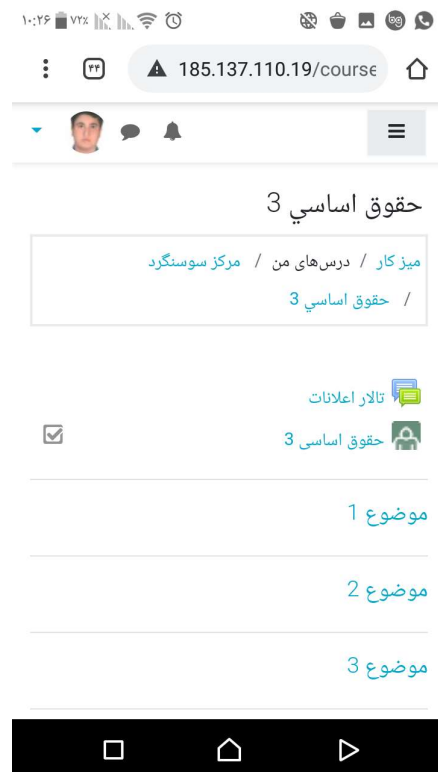 ۱۰:۲۶ ۷۲٪
۴۴ 185.137.110.19/course
حقوق اساسي 3
میز کار / درس‌های من / مرکز سوسنگرد
/ حقوق اساسي 3
تالار اعلانات
حقوق اساسی 3
موضوع 1
موضوع 2
موضوع 3